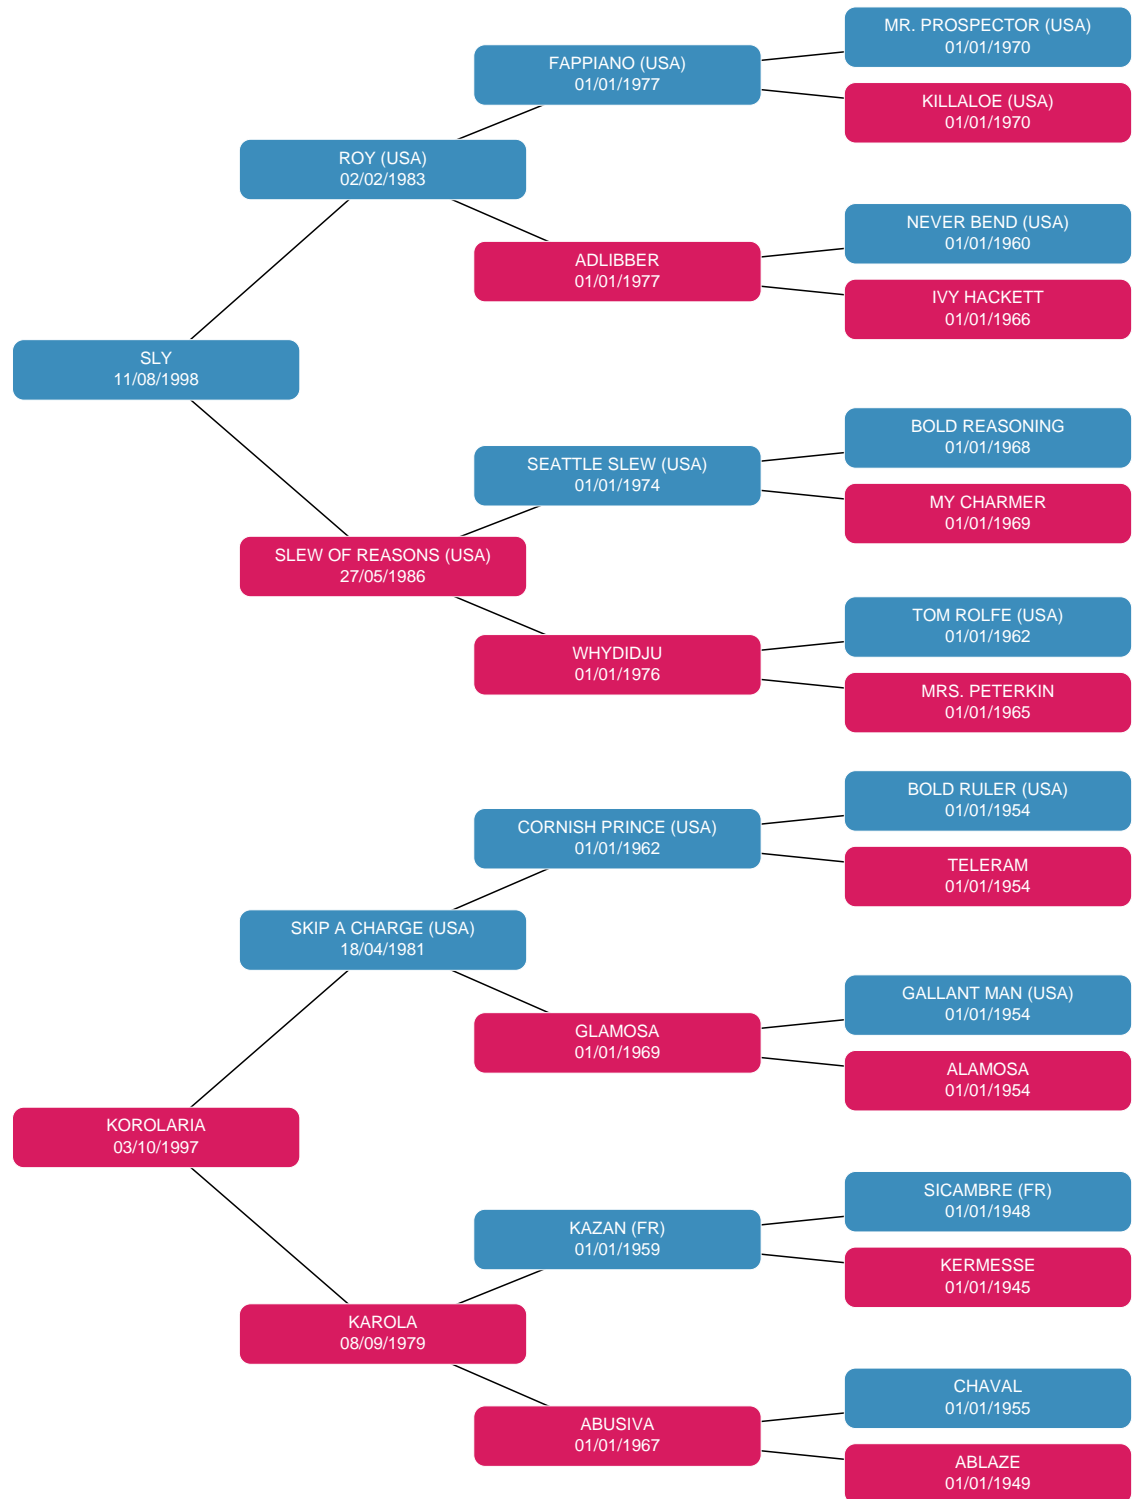 MR. PROSPECTOR (USA)
01/01/1970
FAPPIANO (USA)
01/01/1977
KILLALOE (USA)
01/01/1970
ROY (USA)
02/02/1983
NEVER BEND (USA)
01/01/1960
ADLIBBER
01/01/1977
IVY HACKETT
01/01/1966
SLY
11/08/1998
BOLD REASONING
01/01/1968
SEATTLE SLEW (USA)
01/01/1974
MY CHARMER
01/01/1969
SLEW OF REASONS (USA)
27/05/1986
TOM ROLFE (USA)
01/01/1962
WHYDIDJU
01/01/1976
MRS. PETERKIN
01/01/1965
BOLD RULER (USA)
01/01/1954
CORNISH PRINCE (USA)
01/01/1962
TELERAM
01/01/1954
SKIP A CHARGE (USA)
18/04/1981
GALLANT MAN (USA)
01/01/1954
GLAMOSA
01/01/1969
ALAMOSA
01/01/1954
KOROLARIA
03/10/1997
SICAMBRE (FR)
01/01/1948
KAZAN (FR)
01/01/1959
KERMESSE
01/01/1945
KAROLA
08/09/1979
CHAVAL
01/01/1955
ABUSIVA
01/01/1967
ABLAZE
01/01/1949